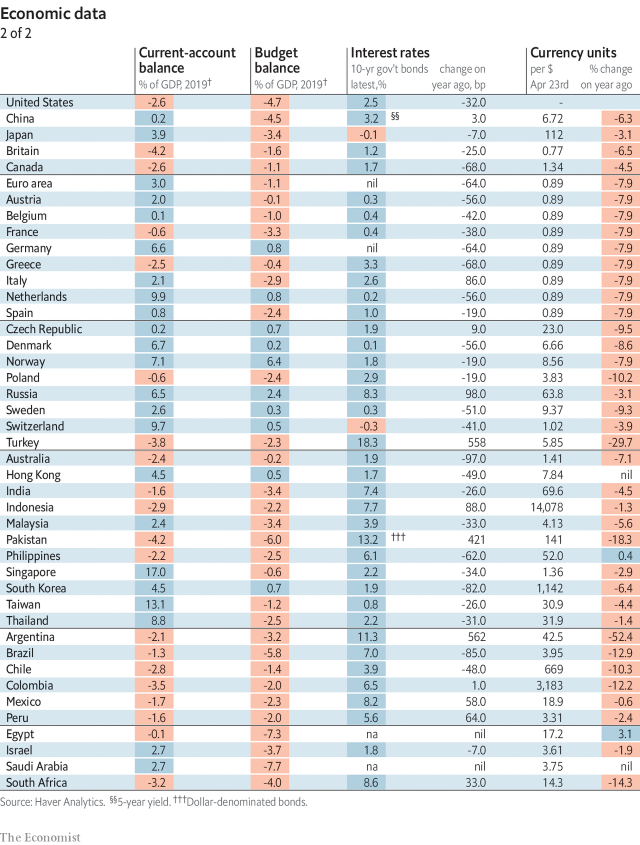 Economic data
2 of 2
Current-account Budget Interest rates Currency units
balance balance 10-yr gov't bonds change on per $ % change
% of GDP, 2019† % of GDP, 2019† latest,% year ago, bp Apr 23rd on year ago
United States -2.6 -4.7 2.5 -32.0 -
China 0.2 -4.5 3.2 §§ 3.0 6.72 -6.3
Japan 3.9 -3.4 -0.1 -7.0 112 -3.1
Britain -4.2 -1.6 1.2 -25.0 0.77 -6.5
Canada -2.6 -1.1 1.7 -68.0 1.34 -4.5
Euro area 3.0 -1.1 nil -64.0 0.89 -7.9
Austria 2.0 -0.1 0.3 -56.0 0.89 -7.9
Belgium 0.1 -1.0 0.4 -42.0 0.89 -7.9
France -0.6 -3.3 0.4 -38.0 0.89 -7.9
Germany 6.6 0.8 nil -64.0 0.89 -7.9
Greece -2.5 -0.4 3.3 -68.0 0.89 -7.9
Italy 2.1 -2.9 2.6 86.0 0.89 -7.9
Netherlands 9.9 0.8 0.2 -56.0 0.89 -7.9
Spain 0.8 -2.4 1.0 -19.0 0.89 -7.9
Czech Republic 0.2 0.7 1.9 9.0 23.0 -9.5
Denmark 6.7 0.2 0.1 -56.0 6.66 -8.6
Norway 7.1 6.4 1.8 -19.0 8.56 -7.9
Poland -0.6 -2.4 2.9 -19.0 3.83 -10.2
Russia 6.5 2.4 8.3 98.0 63.8 -3.1
Sweden 2.6 0.3 0.3 -51.0 9.37 -9.3
Switzerland 9.7 0.5 -0.3 -41.0 1.02 -3.9
Turkey -3.8 -2.3 18.3 558 5.85 -29.7
Australia -2.4 -0.2 1.9 -97.0 1.41 -7.1
Hong Kong 4.5 0.5 1.7 -49.0 7.84 nil
India -1.6 -3.4 7.4 -26.0 69.6 -4.5
Indonesia -2.9 -2.2 7.7 88.0 14,078 -1.3
Malaysia 2.4 -3.4 3.9 -33.0 4.13 -5.6
Pakistan -4.2 -6.0 13.2 ††† 421 141 -18.3
Philippines -2.2 -2.5 6.1 -62.0 52.0 0.4
Singapore 17.0 -0.6 2.2 -34.0 1.36 -2.9
South Korea 4.5 0.7 1.9 -82.0 1,142 -6.4
Taiwan 13.1 -1.2 0.8 -26.0 30.9 -4.4
Thailand 8.8 -2.5 2.2 -31.0 31.9 -1.4
Argentina -2.1 -3.2 11.3 562 42.5 -52.4
Brazil -1.3 -5.8 7.0 -85.0 3.95 -12.9
Chile -2.8 -1.4 3.9 -48.0 669 -10.3
Colombia -3.5 -2.0 6.5 1.0 3,183 -12.2
Mexico -1.7 -2.3 8.2 58.0 18.9 -0.6
Peru -1.6 -2.0 5.6 64.0 3.31 -2.4
Egypt -0.1 -7.3 na nil 17.2 3.1
Israel 2.7 -3.7 1.8 -7.0 3.61 -1.9
Saudi Arabia 2.7 -7.7 na nil 3.75 nil
South Africa -3.2 -4.0 8.6 33.0 14.3 -14.3
Source: Haver Analytics. §§5-year yield. †††Dollar-denominated bonds.
The Economist